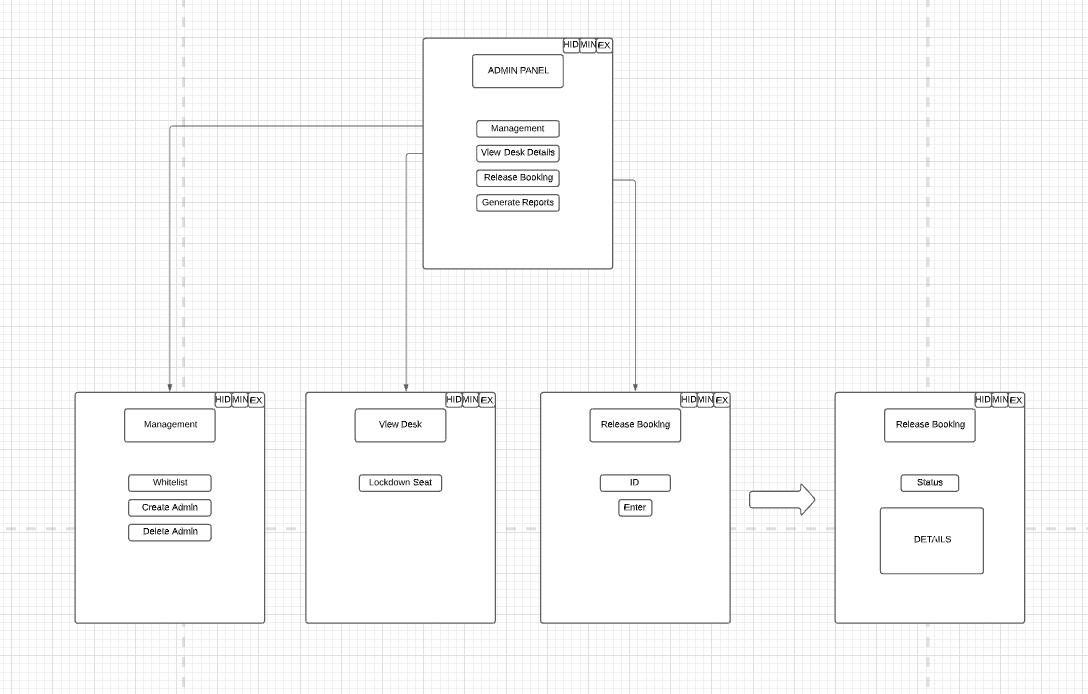 HID MIN EX
ADMIN PANEL
Management
View Desk Details
Release Booking
Generate Reports
HID MIN EX
Management
Whitelist
Create Admin
Delete Admin
HID MIN EX
View Desk
Lockdown Seat
HID MIN EX
Release Booking
ID
Enter
HID MIN EX
Release Booking
Status
DETAILS